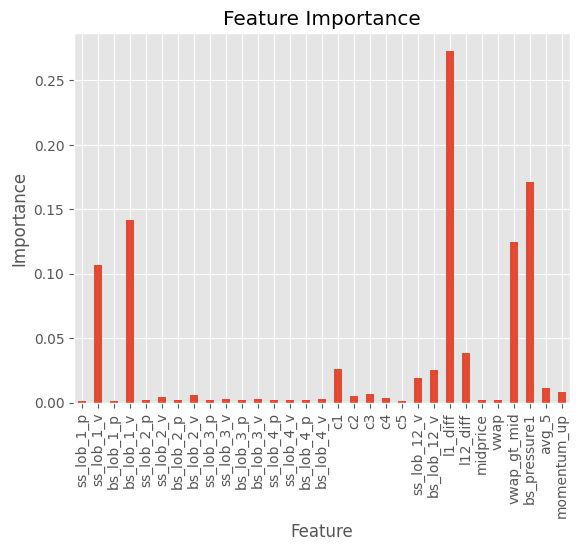 Feature Importance
Importance
0.25
0.20
0.15
0.10
0.05
0.00
ss_lob_1_p
ss_lob_1_v
bs_lob_1_p
bs_lob_1_v
ss_lob_2_p
ss_lob_2_v
bs_lob_2_p
bs_lob_2_v
ss_lob_3_p
ss_lob_3_v
bs_lob_3_p
bs_lob_3_v
ss_lob_4_p
ss_lob_4_v
bs_lob_4_p
bs_lob_4_v
c1
c2
c3
c4
c5
ss_lob_12_v
bs_lob_12_v
l1_diff
l12_diff
midprice
vwap
vwap_gt_mid
bs_pressure1
avg_5
momentum_up
Feature